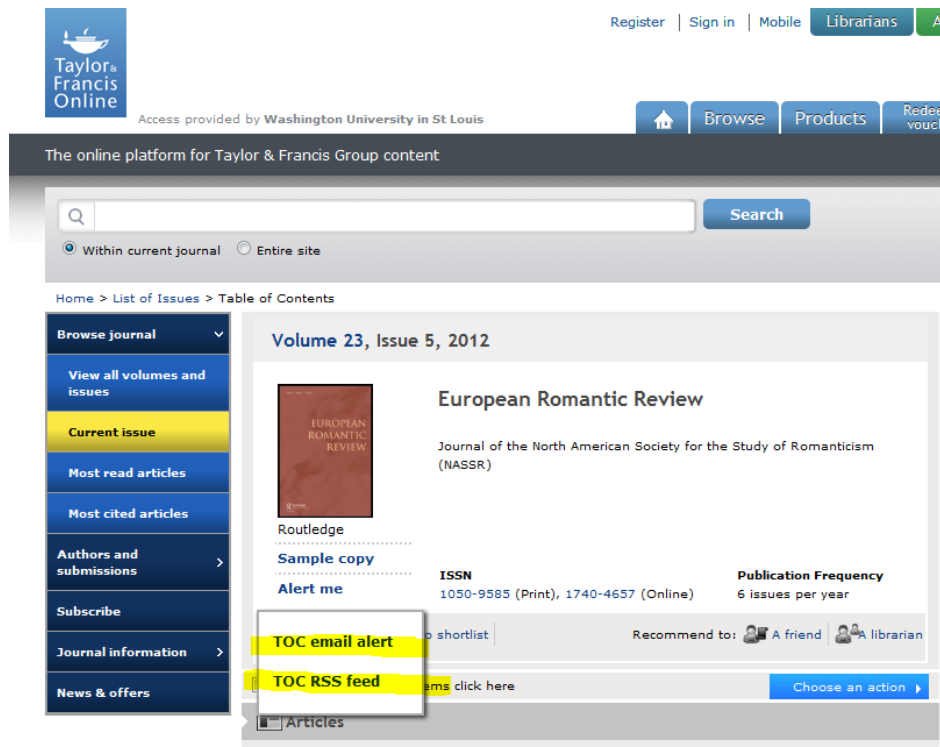 Register | Sign in | Mobile Librarians A
Taylor &
Francis
Online
Access provided by Washington University in St Louis
Browse Products Redee
vouch
The online platform for Taylor & Francis Group content
Search
Within current journal Entire site
Home > List of Issues > Table of Contents
Browse journal
View all volumes and
issues
Current issue
Most read articles
Most cited articles
Authors and
submissions
Subscribe
Journal information
News & offers
Volume 23, Issue 5, 2012
EUROPEAN
ROMANTIC
REVIEW
Routledge
Sample copy
Alert me
European Romantic Review
Journal of the North American Society for the Study of Romanticism
(NASSR)
ISSN
1050-9585 (Print), 1740-4657 (Online)
Publication Frequency
6 issues per year
TOC email alert
TOC RSS feed
o shortlist
Recommend to: A friend A librarian
ems click here
Choose an action
Articles